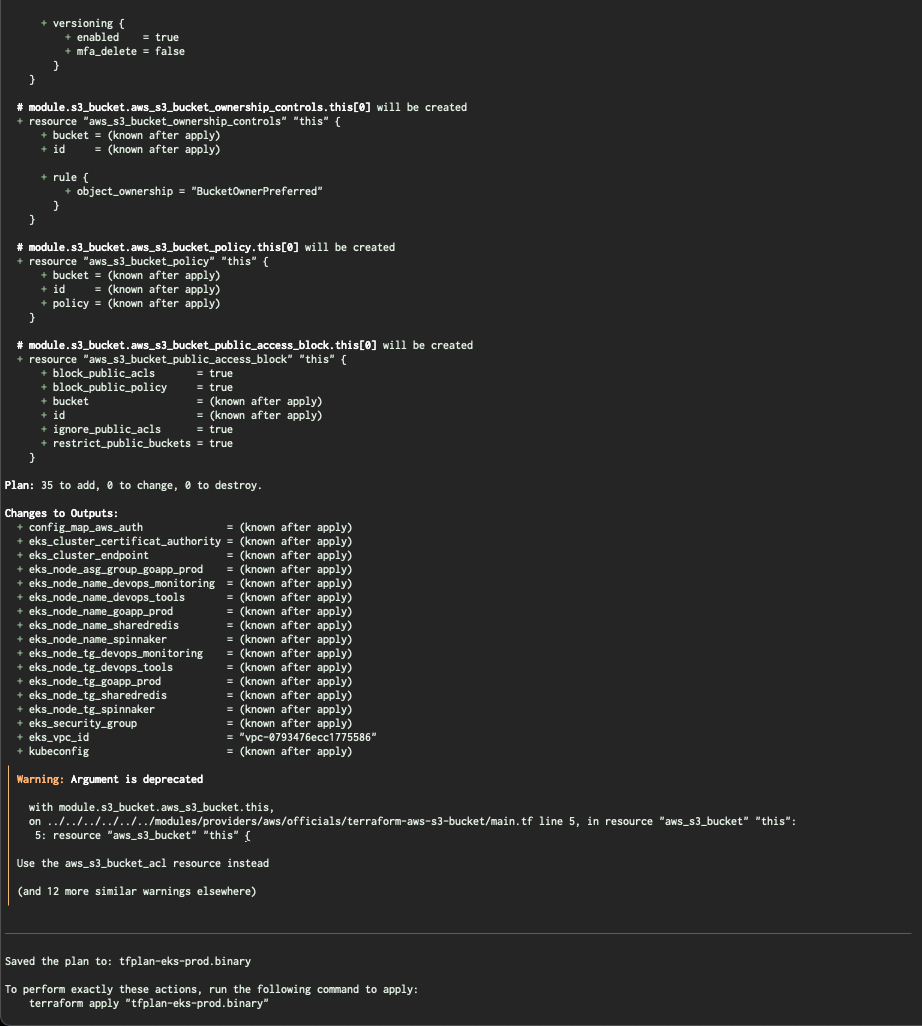 + versioning {
          + enabled    = true
          + mfa_delete = false
        }
    }

  # module.s3_bucket.aws_s3_bucket_ownership_controls.this[0] will be created
  + resource "aws_s3_bucket_ownership_controls" "this" {
      + bucket = (known after apply)
      + id     = (known after apply)

      + rule {
          + object_ownership = "BucketOwnerPreferred"
        }
    }

  # module.s3_bucket.aws_s3_bucket_policy.this[0] will be created
  + resource "aws_s3_bucket_policy" "this" {
      + bucket = (known after apply)
      + id     = (known after apply)
      + policy = (known after apply)
    }

  # module.s3_bucket.aws_s3_bucket_public_access_block.this[0] will be created
  + resource "aws_s3_bucket_public_access_block" "this" {
      + block_public_acls       = true
      + block_public_policy     = true
      + bucket                  = (known after apply)
      + id                      = (known after apply)
      + ignore_public_acls      = true
      + restrict_public_buckets = true
    }

Plan: 35 to add, 0 to change, 0 to destroy.

Changes to Outputs:
  + config_map_aws_auth              = (known after apply)
  + eks_cluster_certificat_authority = (known after apply)
  + eks_cluster_endpoint             = (known after apply)
  + eks_node_asg_group_goapp_prod    = (known after apply)
  + eks_node_name_devops_monitoring  = (known after apply)
  + eks_node_name_devops_tools       = (known after apply)
  + eks_node_name_goapp_prod         = (known after apply)
  + eks_node_name_sharedredis        = (known after apply)
  + eks_node_name_spinnaker          = (known after apply)
  + eks_node_tg_devops_monitoring    = (known after apply)
  + eks_node_tg_devops_tools         = (known after apply)
  + eks_node_tg_goapp_prod           = (known after apply)
  + eks_node_tg_sharedredis          = (known after apply)
  + eks_node_tg_spinnaker            = (known after apply)
  + eks_security_group               = (known after apply)
  + eks_vpc_id                       = "vpc-0793476ecc1775586"
  + kubeconfig                       = (known after apply)

  Warning: Argument is deprecated

    with module.s3_bucket.aws_s3_bucket.this,
    on ../../../../../../modules/providers/aws/officials/terraform-aws-s3-bucket/main.tf line 5, in resource "aws_s3_bucket" "this":
     5: resource "aws_s3_bucket" "this" {

  Use the aws_s3_bucket_acl resource instead

  (and 12 more similar warnings elsewhere)

Saved the plan to: tfplan-eks-prod.binary

To perform exactly these actions, run the following command to apply:
    terraform apply "tfplan-eks-prod.binary"